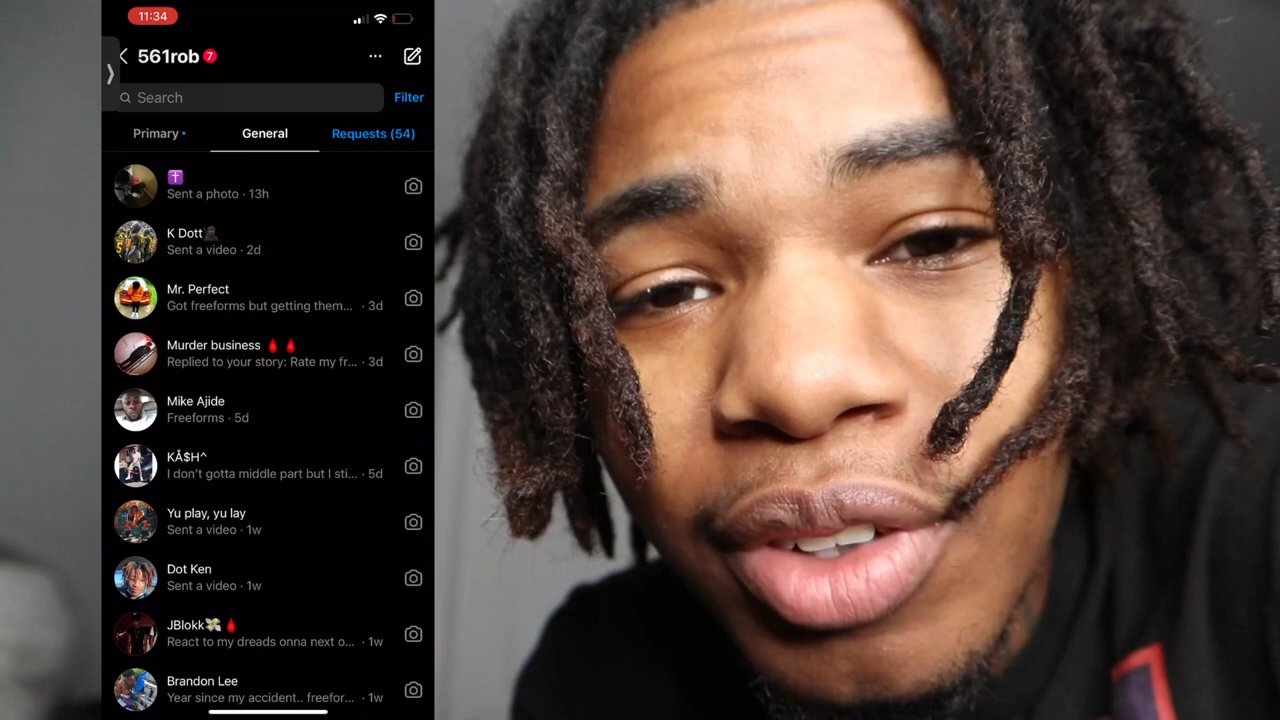 11:34
561rob 7
Search
Filter
Primary
General
Requests (54)
✝️
Sent a photo · 13h
K Dott
Sent a video · 2d
Mr. Perfect
Got freeforms but getting them... · 3d
Murder business 🩸🩸
Replied to your story: Rate my fr... · 3d
Mike Ajide
Freeforms · 5d
KÅ$H^
I don't gotta middle part but I sti... · 5d
Yu play, yu lay
Sent a video · 1w
Dot Ken
Sent a video · 1w
JBlokk💸🩸
React to my dreads onna next o... · 1w
Brandon Lee
Year since my accident.. freefor... · 1w